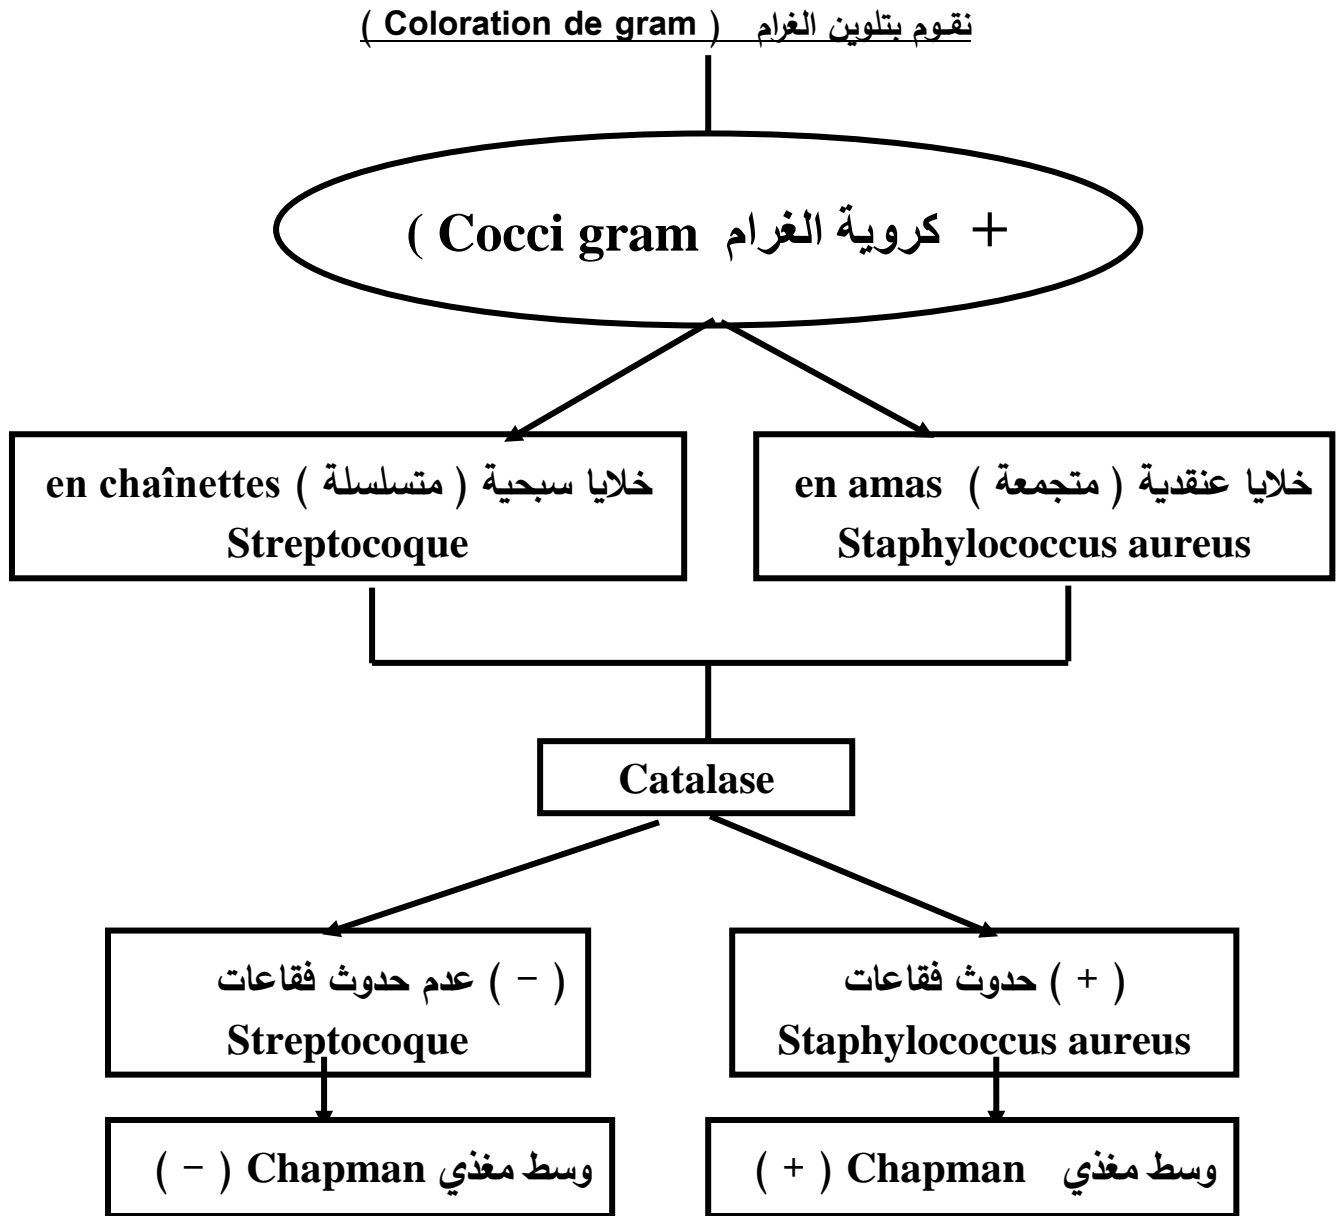 نقوم بتلوين الغرام ( Coloration de gram )
+ كروية الغرام Cocci gram )
خلايا عنقدية ( متجمعة ) en amas
Staphylococcus aureus
خلايا سبحية ( متسلسلة ) en chaînettes
Streptocoque
Catalase
( + ) حدوث فقاعات
Staphylococcus aureus
( - ) عدم حدوث فقاعات
Streptocoque
وسط مغذي Chapman ( + )
وسط مغذي Chapman ( - )